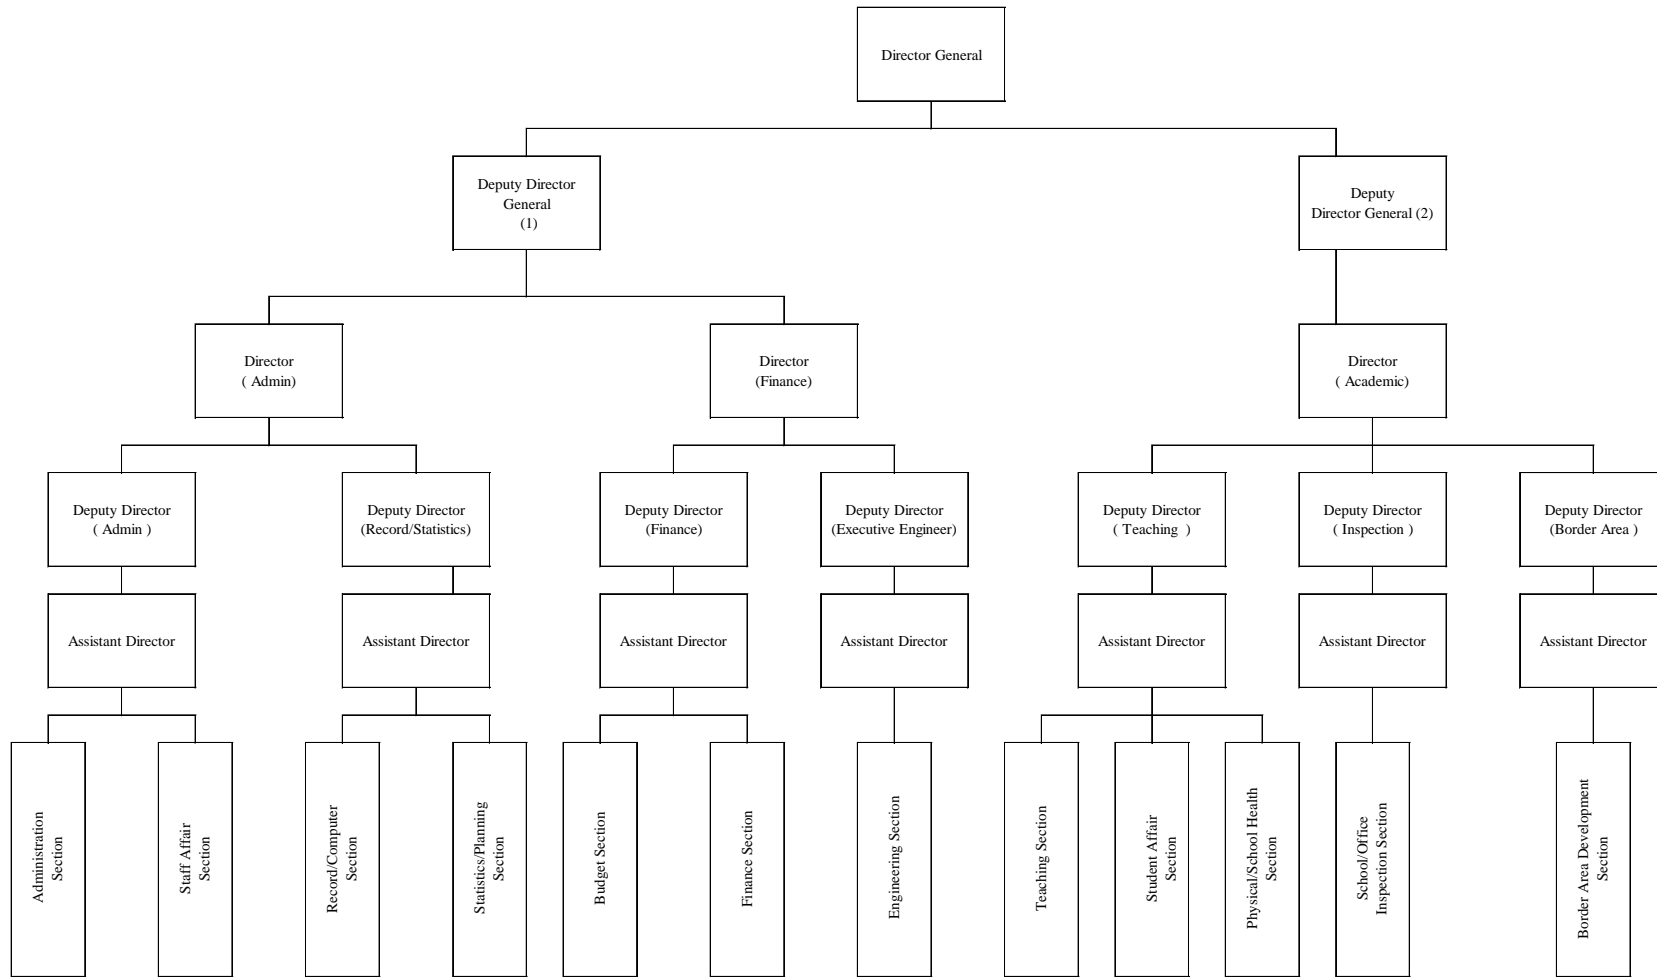 Director General
Deputy Director
General
(1)
Deputy
Director General (2)
Director
( Admin)
Director
(Finance)
Director
( Academic)
Deputy Director
( Admin )
Deputy Director
(Record/Statistics)
Deputy Director
(Finance)
Deputy Director
(Executive Engineer)
Deputy Director
( Teaching )
Deputy Director
( Inspection )
Deputy Director
(Border Area )
Assistant Director
Assistant Director
Assistant Director
Assistant Director
Assistant Director
Assistant Director
Assistant Director
Administration
Section
Staff Affair
Section
Record/Computer
Section
Statistics/Planning
Section
Budget Section
Finance Section
Engineering Section
Teaching Section
Student Affair
Section
Physical/School Health
Section
School/Office
Inspection Section
Border Area Development
Section